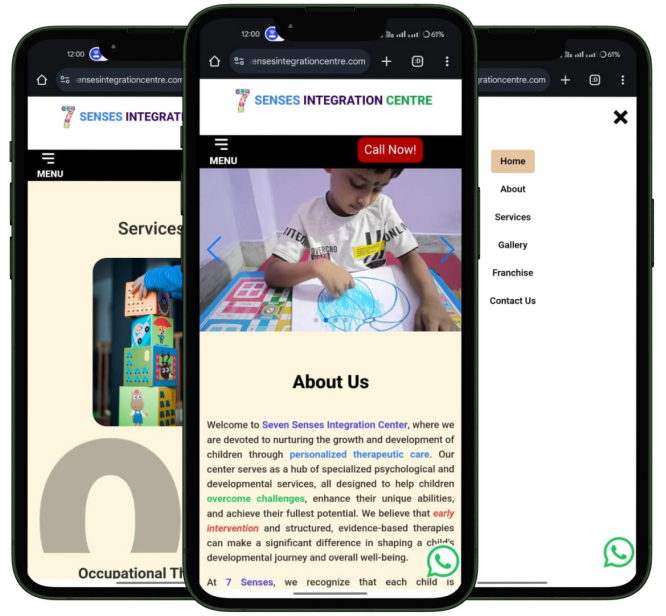 12:00
ensesintegrationcentre.com
7 SENSES INTEGRATI
MENU
Services
Occupational Th
12:00
61%
ensesintegrationcentre.com
:D
7 SENSES INTEGRATION CENTRE
MENU
Call Now!
About Us
Welcome to Seven Senses Integration Center, where we
are devoted to nurturing the growth and development of
children through personalized therapeutic care. Our
center serves as a hub of specialized psychological and
developmental services, all designed to help children
overcome challenges, enhance their unique abilities,
and achieve their fullest potential. We believe that early
intervention and structured, evidence-based therapies
can make a significant difference in shaping a child's
developmental journey and overall well-being.
At 7 Senses, we recognize that each child is
61%
grationcentre.com
:D
Home
About
Services
Gallery
Franchise
Contact Us